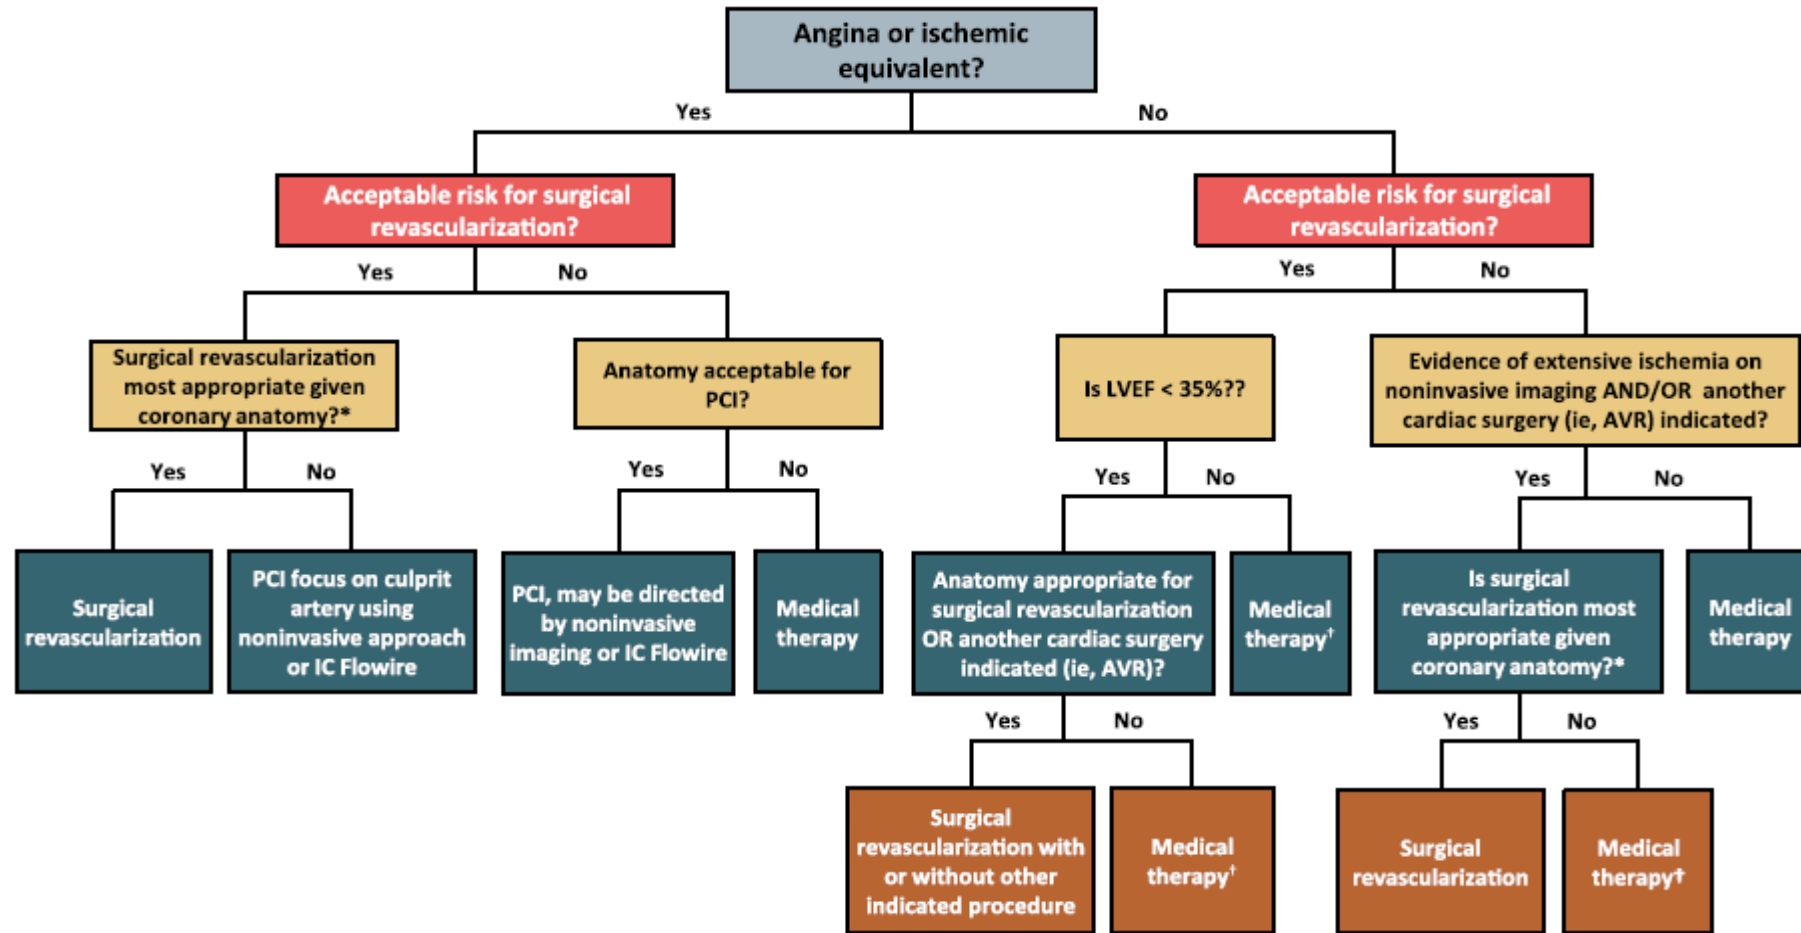 Angina or ischemic
equivalent?
Yes
No
Acceptable risk for surgical
revascularization?
Acceptable risk for surgical
revascularization?
Yes
No
Yes
No
Surgical revascularization
most appropriate given
coronary anatomy?*
Anatomy acceptable for
PCI?
Is LVEF < 35%??
Evidence of extensive ischemia on
noninvasive imaging AND/OR another
cardiac surgery (ie, AVR) indicated?
Yes
No
Yes
No
Yes
No
Yes
No
Surgical
revascularization
PCI focus on culprit
artery using
noninvasive approach
or IC Flowire
PCI, may be directed
by noninvasive
imaging or IC Flowire
Medical
therapy
Anatomy appropriate for
surgical revascularization
OR another cardiac surgery
indicated (ie, AVR)?
Medical
therapy†
Is surgical
revascularization most
appropriate given
coronary anatomy?*
Medical
therapy
Yes
No
Yes
No
Surgical
revascularization with
or without other
indicated procedure
Medical
therapy†
Surgical
revascularization
Medical
therapy†